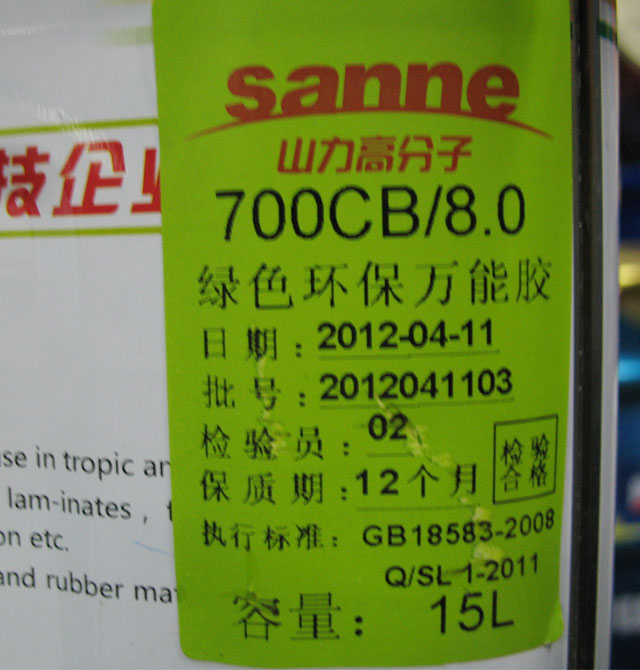 sanne
山力高分子
700CB/8.0
绿色环保万能胶
日期：2012-04-11
批号：2012041103
检验员：02
保质期：12个月
检验
合格
执行标准：GB18583-2008
Q/SL 1-2011
容量：15L
技企业
se in tropic an
lam-inates ,
on etc.
and rubber ma